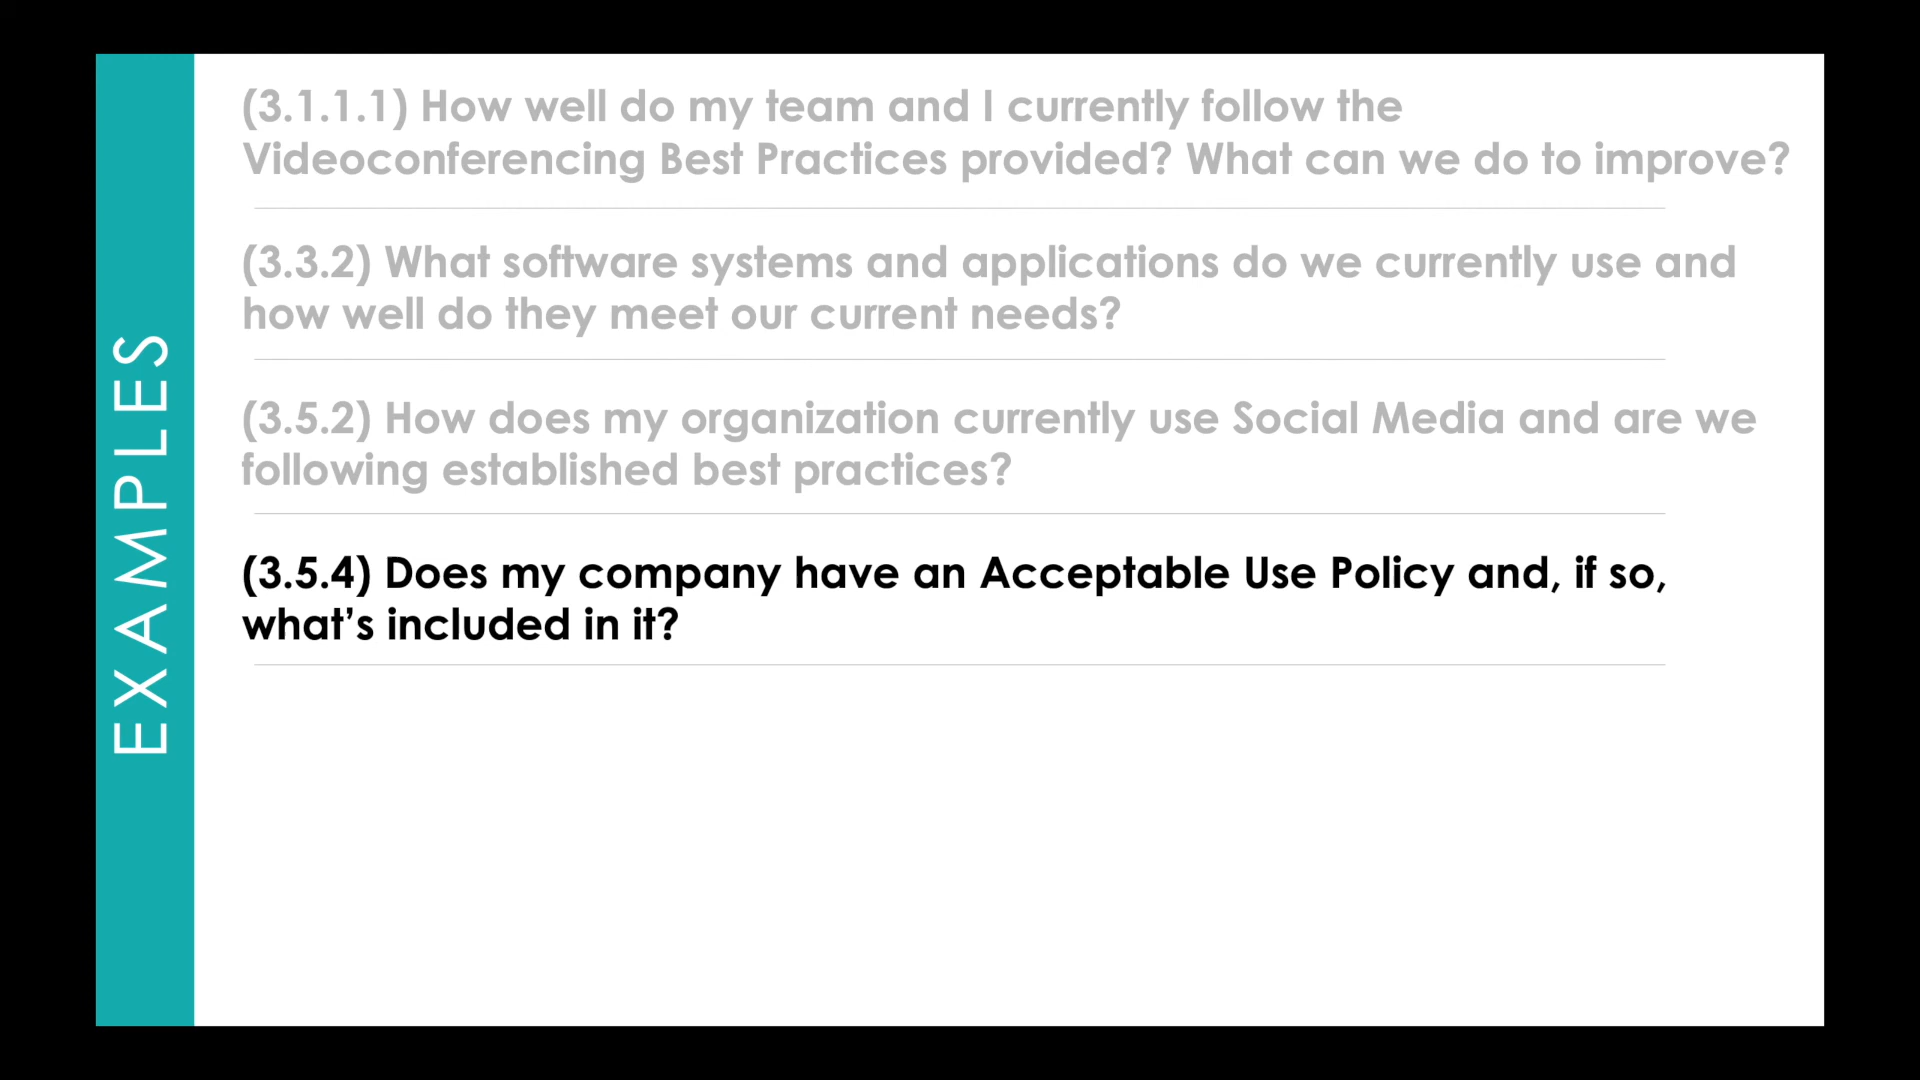 EXAMPLES
(3.1.1.1) How well do my team and I currently follow the
Videoconferencing Best Practices provided? What can we do to improve?
(3.3.2) What software systems and applications do we currently use and
how well do they meet our current needs?
(3.5.2) How does my organization currently use Social Media and are we
following established best practices?
(3.5.4) Does my company have an Acceptable Use Policy and, if so,
what’s included in it?